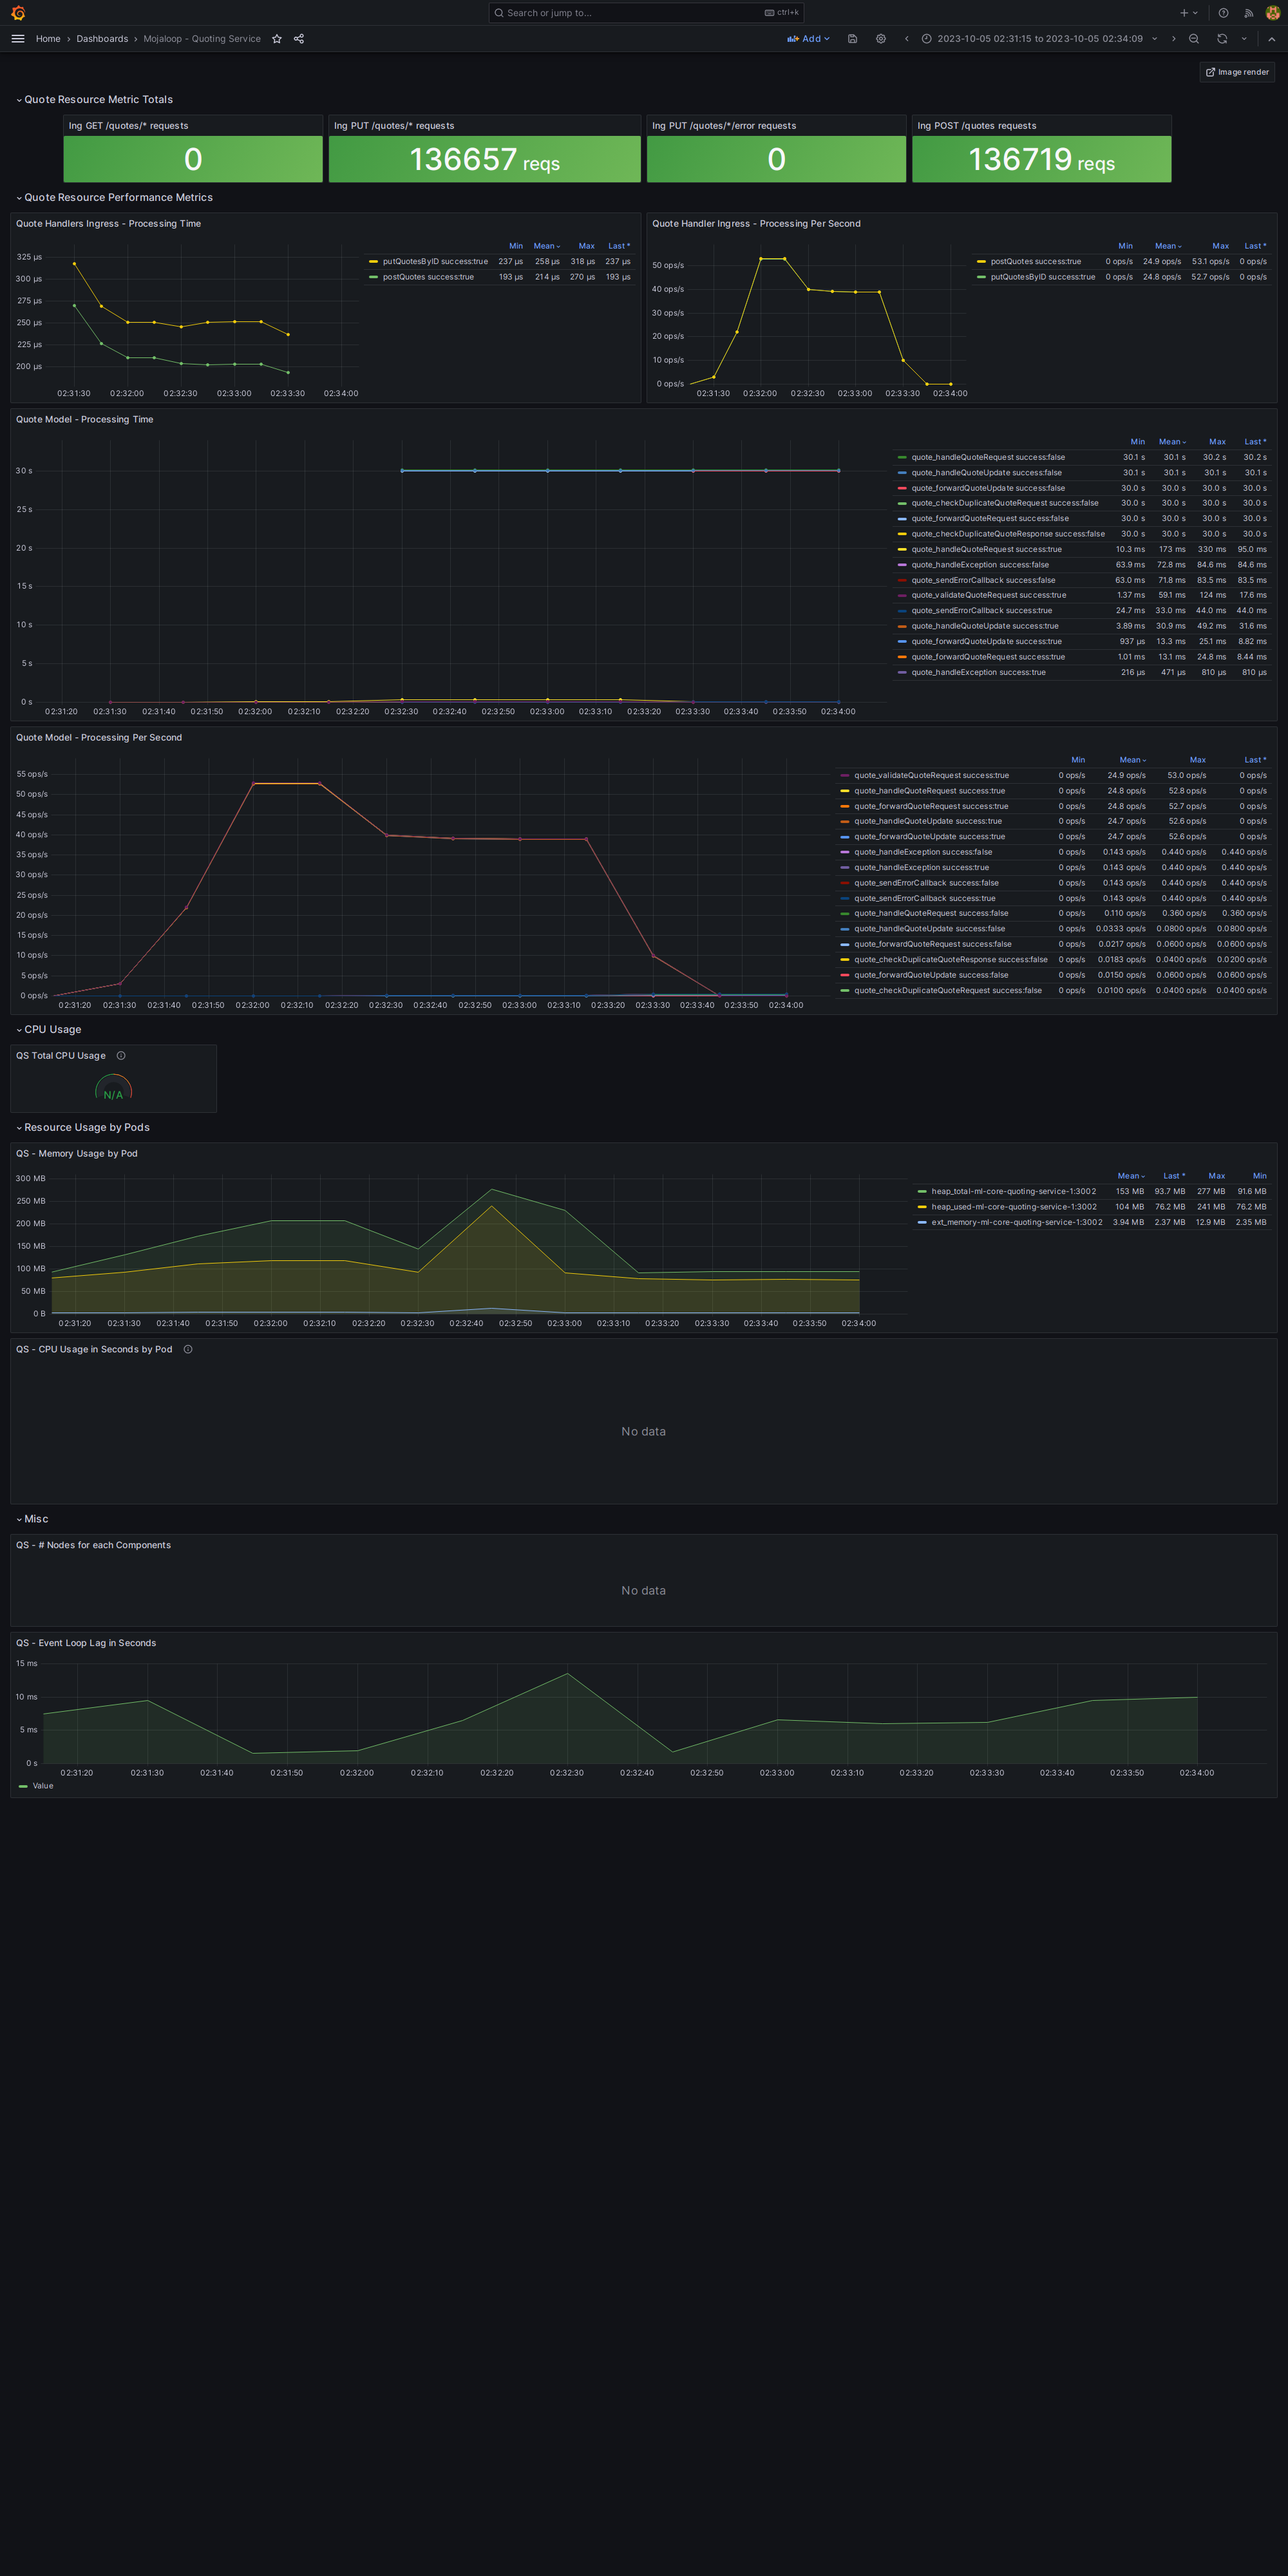 Search or jump to... ctrl+k
Home › Dashboards › Mojaloop - Quoting Service Add 2023-10-05 02:31:15 to 2023-10-05 02:34:09
Image render
Quote Resource Metric Totals
Ing GET /quotes/* requests Ing PUT /quotes/* requests Ing PUT /quotes/*/error requests Ing POST /quotes requests
0 136657 reqs 0 136719 reqs
Quote Resource Performance Metrics
Quote Handlers Ingress - Processing Time
Min Mean Max Last *
putQuotesByID success:true 237 µs 258 µs 318 µs 237 µs
postQuotes success:true 193 µs 214 µs 270 µs 193 µs
325 µs
300 µs
275 µs
250 µs
225 µs
200 µs
02:31:30 02:32:00 02:32:30 02:33:00 02:33:30 02:34:00
Quote Handler Ingress - Processing Per Second
Min Mean Max Last *
postQuotes success:true 0 ops/s 24.9 ops/s 53.1 ops/s 0 ops/s
putQuotesByID success:true 0 ops/s 24.8 ops/s 52.7 ops/s 0 ops/s
50 ops/s
40 ops/s
30 ops/s
20 ops/s
10 ops/s
0 ops/s
02:31:30 02:32:00 02:32:30 02:33:00 02:33:30 02:34:00
Quote Model - Processing Time
30 s
25 s
20 s
15 s
10 s
5 s
0 s
02:31:20 02:31:30 02:31:40 02:31:50 02:32:00 02:32:10 02:32:20 02:32:30 02:32:40 02:32:50 02:33:00 02:33:10 02:33:20 02:33:30 02:33:40 02:33:50 02:34:00
Min Mean Max Last *
quote_handleQuoteRequest success:false 30.1 s 30.1 s 30.2 s 30.2 s
quote_handleQuoteUpdate success:false 30.1 s 30.1 s 30.1 s 30.1 s
quote_forwardQuoteUpdate success:false 30.0 s 30.0 s 30.0 s 30.0 s
quote_checkDuplicateQuoteRequest success:false 30.0 s 30.0 s 30.0 s 30.0 s
quote_forwardQuoteRequest success:false 30.0 s 30.0 s 30.0 s 30.0 s
quote_checkDuplicateQuoteResponse success:false 30.0 s 30.0 s 30.0 s 30.0 s
quote_handleQuoteRequest success:true 10.3 ms 173 ms 330 ms 95.0 ms
quote_handleException success:false 63.9 ms 72.8 ms 84.6 ms 84.6 ms
quote_sendErrorCallback success:false 63.0 ms 71.8 ms 83.5 ms 83.5 ms
quote_validateQuoteRequest success:true 1.37 ms 59.1 ms 124 ms 17.6 ms
quote_sendErrorCallback success:true 24.7 ms 33.0 ms 44.0 ms 44.0 ms
quote_handleQuoteUpdate success:true 3.89 ms 30.9 ms 49.2 ms 31.6 ms
quote_forwardQuoteUpdate success:true 937 µs 13.3 ms 25.1 ms 8.82 ms
quote_forwardQuoteRequest success:true 1.01 ms 13.1 ms 24.8 ms 8.44 ms
quote_handleException success:true 216 µs 471 µs 810 µs 810 µs
Quote Model - Processing Per Second
55 ops/s
50 ops/s
45 ops/s
40 ops/s
35 ops/s
30 ops/s
25 ops/s
20 ops/s
15 ops/s
10 ops/s
5 ops/s
0 ops/s
02:31:20 02:31:30 02:31:40 02:31:50 02:32:00 02:32:10 02:32:20 02:32:30 02:32:40 02:32:50 02:33:00 02:33:10 02:33:20 02:33:30 02:33:40 02:33:50 02:34:00
Min Mean Max Last *
quote_validateQuoteRequest success:true 0 ops/s 24.9 ops/s 53.0 ops/s 0 ops/s
quote_handleQuoteRequest success:true 0 ops/s 24.8 ops/s 52.8 ops/s 0 ops/s
quote_forwardQuoteRequest success:true 0 ops/s 24.8 ops/s 52.7 ops/s 0 ops/s
quote_handleQuoteUpdate success:true 0 ops/s 24.7 ops/s 52.6 ops/s 0 ops/s
quote_forwardQuoteUpdate success:true 0 ops/s 24.7 ops/s 52.6 ops/s 0 ops/s
quote_handleException success:false 0 ops/s 0.143 ops/s 0.440 ops/s 0.440 ops/s
quote_handleException success:true 0 ops/s 0.143 ops/s 0.440 ops/s 0.440 ops/s
quote_sendErrorCallback success:false 0 ops/s 0.143 ops/s 0.440 ops/s 0.440 ops/s
quote_sendErrorCallback success:true 0 ops/s 0.143 ops/s 0.440 ops/s 0.440 ops/s
quote_handleQuoteRequest success:false 0 ops/s 0.110 ops/s 0.360 ops/s 0.360 ops/s
quote_handleQuoteUpdate success:false 0 ops/s 0.0333 ops/s 0.0800 ops/s 0.0800 ops/s
quote_forwardQuoteRequest success:false 0 ops/s 0.0217 ops/s 0.0600 ops/s 0.0600 ops/s
quote_checkDuplicateQuoteResponse success:false 0 ops/s 0.0183 ops/s 0.0400 ops/s 0.0200 ops/s
quote_forwardQuoteUpdate success:false 0 ops/s 0.0150 ops/s 0.0600 ops/s 0.0600 ops/s
quote_checkDuplicateQuoteRequest success:false 0 ops/s 0.0100 ops/s 0.0400 ops/s 0.0400 ops/s
CPU Usage
QS Total CPU Usage
N/A
Resource Usage by Pods
QS - Memory Usage by Pod
300 MB
250 MB
200 MB
150 MB
100 MB
50 MB
0 B
02:31:20 02:31:30 02:31:40 02:31:50 02:32:00 02:32:10 02:32:20 02:32:30 02:32:40 02:32:50 02:33:00 02:33:10 02:33:20 02:33:30 02:33:40 02:33:50 02:34:00
Mean Last * Max Min
heap_total-ml-core-quoting-service-1:3002 153 MB 93.7 MB 277 MB 91.6 MB
heap_used-ml-core-quoting-service-1:3002 104 MB 76.2 MB 241 MB 76.2 MB
ext_memory-ml-core-quoting-service-1:3002 3.94 MB 2.37 MB 12.9 MB 2.35 MB
QS - CPU Usage in Seconds by Pod
No data
Misc
QS - # Nodes for each Components
No data
QS - Event Loop Lag in Seconds
15 ms
10 ms
5 ms
0 s
02:31:20 02:31:30 02:31:40 02:31:50 02:32:00 02:32:10 02:32:20 02:32:30 02:32:40 02:32:50 02:33:00 02:33:10 02:33:20 02:33:30 02:33:40 02:33:50 02:34:00
Value